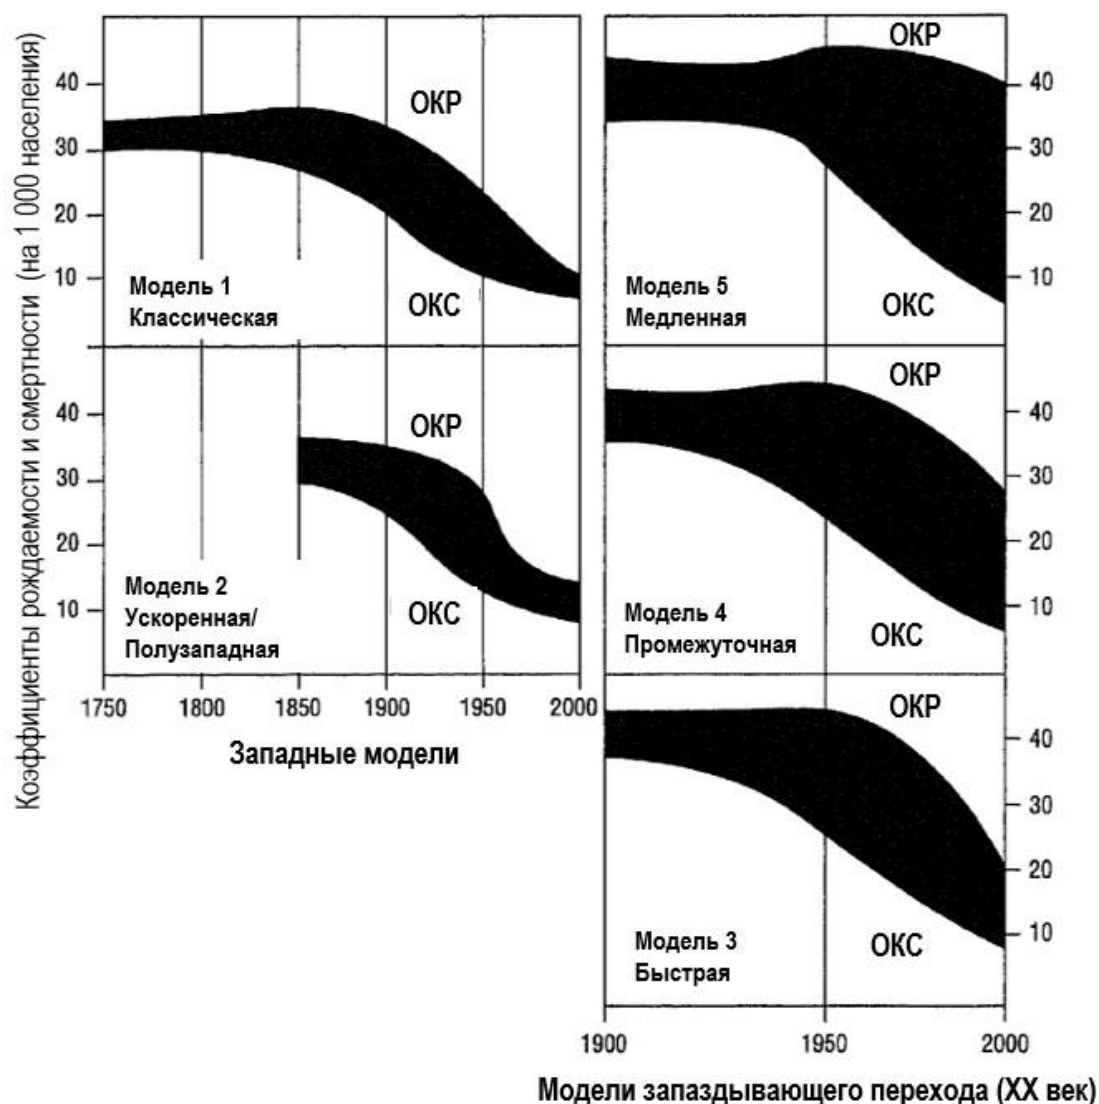 Коэффициенты рождаемости и смертности (на 1 000 населения)
40
30
20
10
ОКР
ОКС
Модель 1
Классическая
40
30
20
10
ОКР
ОКС
Модель 2
Ускоренная/
Полузападная
1750 1800 1850 1900 1950 2000
Западные модели
ОКР
40
30
20
10
Модель 5
Медленная
ОКС
ОКР
40
30
20
10
Модель 4
Промежуточная
ОКС
ОКР
40
30
20
10
Модель 3
Быстрая
ОКС
1900 1950 2000
Модели запаздывающего перехода (XX век)